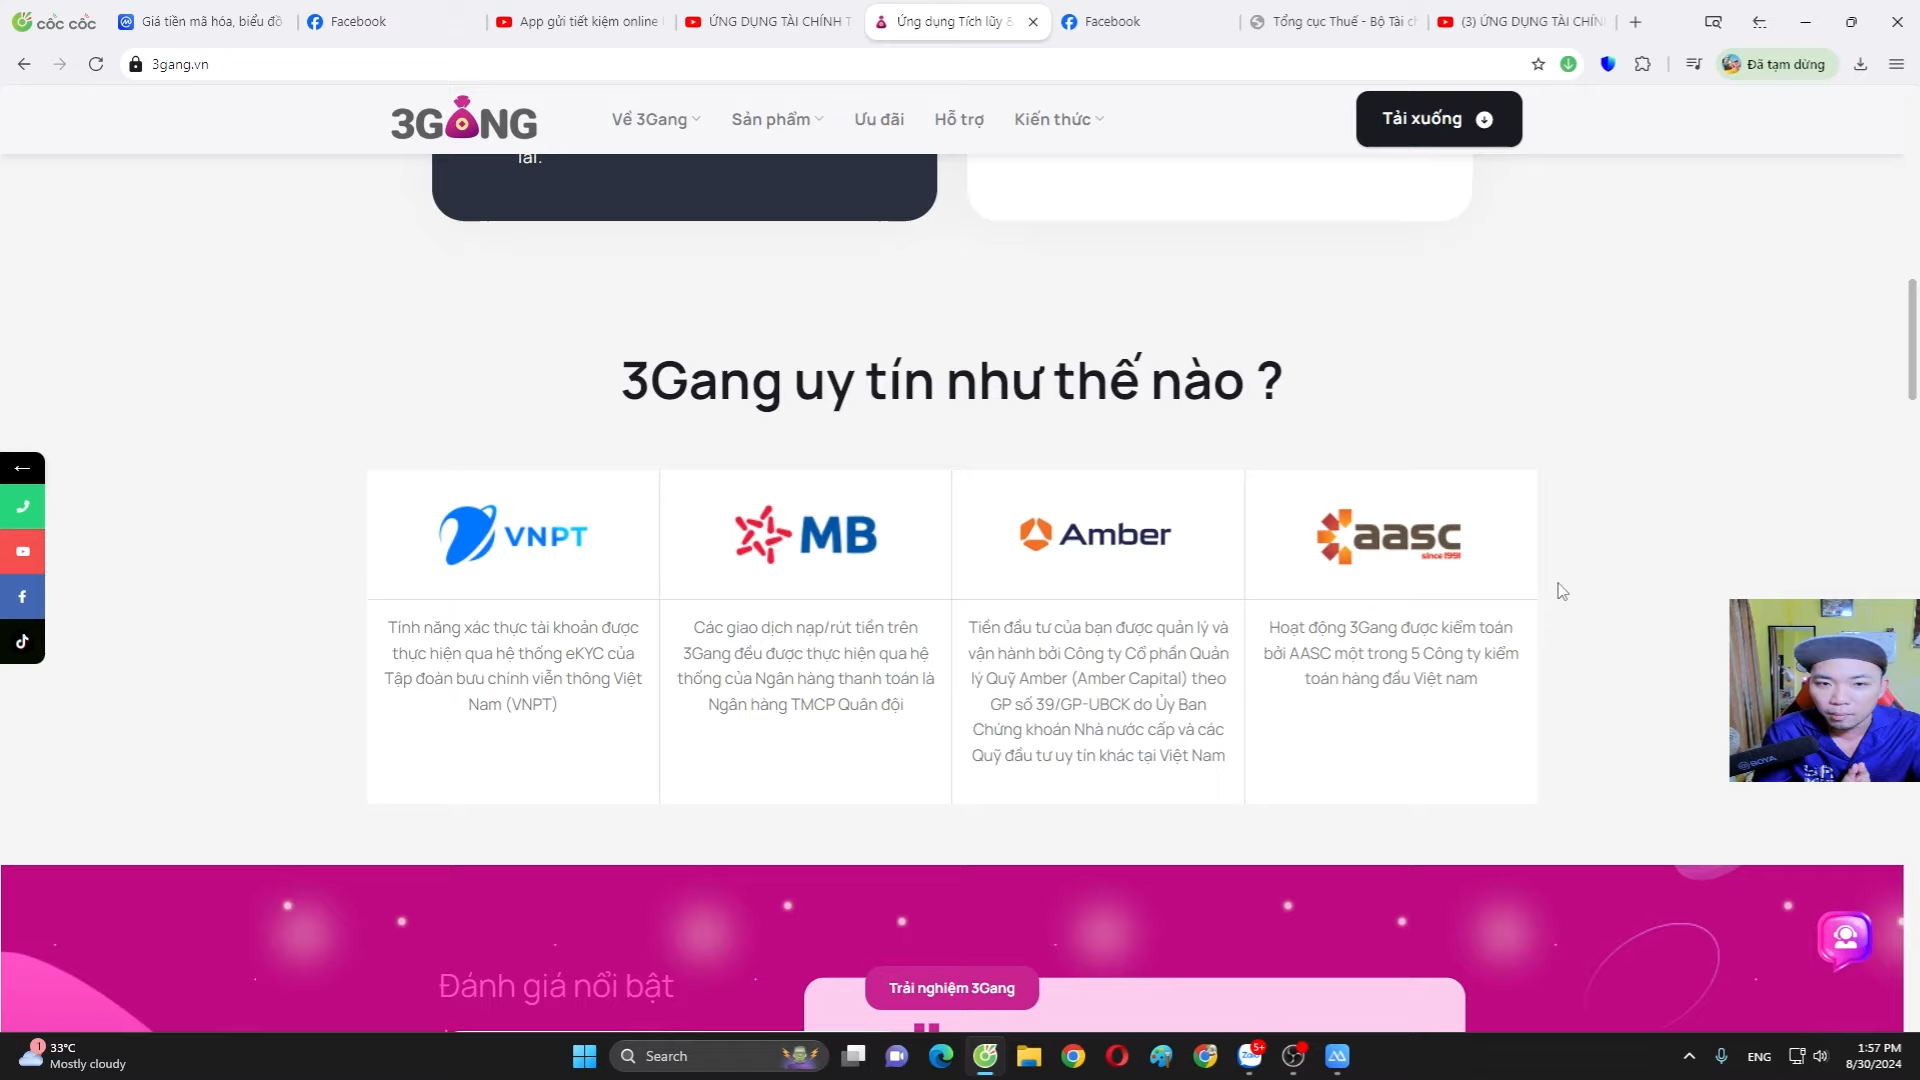 cốc cốc
Giá tiền mã hóa, biểu đồ
Facebook
App gửi tiết kiệm online
ỨNG DỤNG TÀI CHÍNH T
Ứng dụng Tích lũy &
Facebook
Tổng cục Thuế - Bộ Tài ch
(3) ỨNG DỤNG TÀI CHÍN
3gang.vn
Đã tạm dừng
3GANG
Về 3Gang
Sản phẩm
Ưu đãi
Hỗ trợ
Kiến thức
Tải xuống
3Gang uy tín như thế nào ?
VNPT
MB
Amber
aasc
since 1991
Tính năng xác thực tài khoản được
thực hiện qua hệ thống eKYC của
Tập đoàn bưu chính viễn thông Việt
Nam (VNPT)
Các giao dịch nạp/rút tiền trên
3Gang đều được thực hiện qua hệ
thống của Ngân hàng thanh toán là
Ngân hàng TMCP Quân đội
Tiền đầu tư của bạn được quản lý và
vận hành bởi Công ty Cổ phần Quản
lý Quỹ Amber (Amber Capital) theo
GP số 39/GP-UBCK do Ủy Ban
Chứng khoán Nhà nước cấp và các
Quỹ đầu tư uy tín khác tại Việt Nam
Hoạt động 3Gang được kiểm toán
bởi AASC một trong 5 Công ty kiểm
toán hàng đầu Việt nam
BOYA
Đánh giá nổi bật
Trải nghiệm 3Gang
1
33°C
Mostly cloudy
Search
Zalo
5+
ENG
1:57 PM
8/30/2024